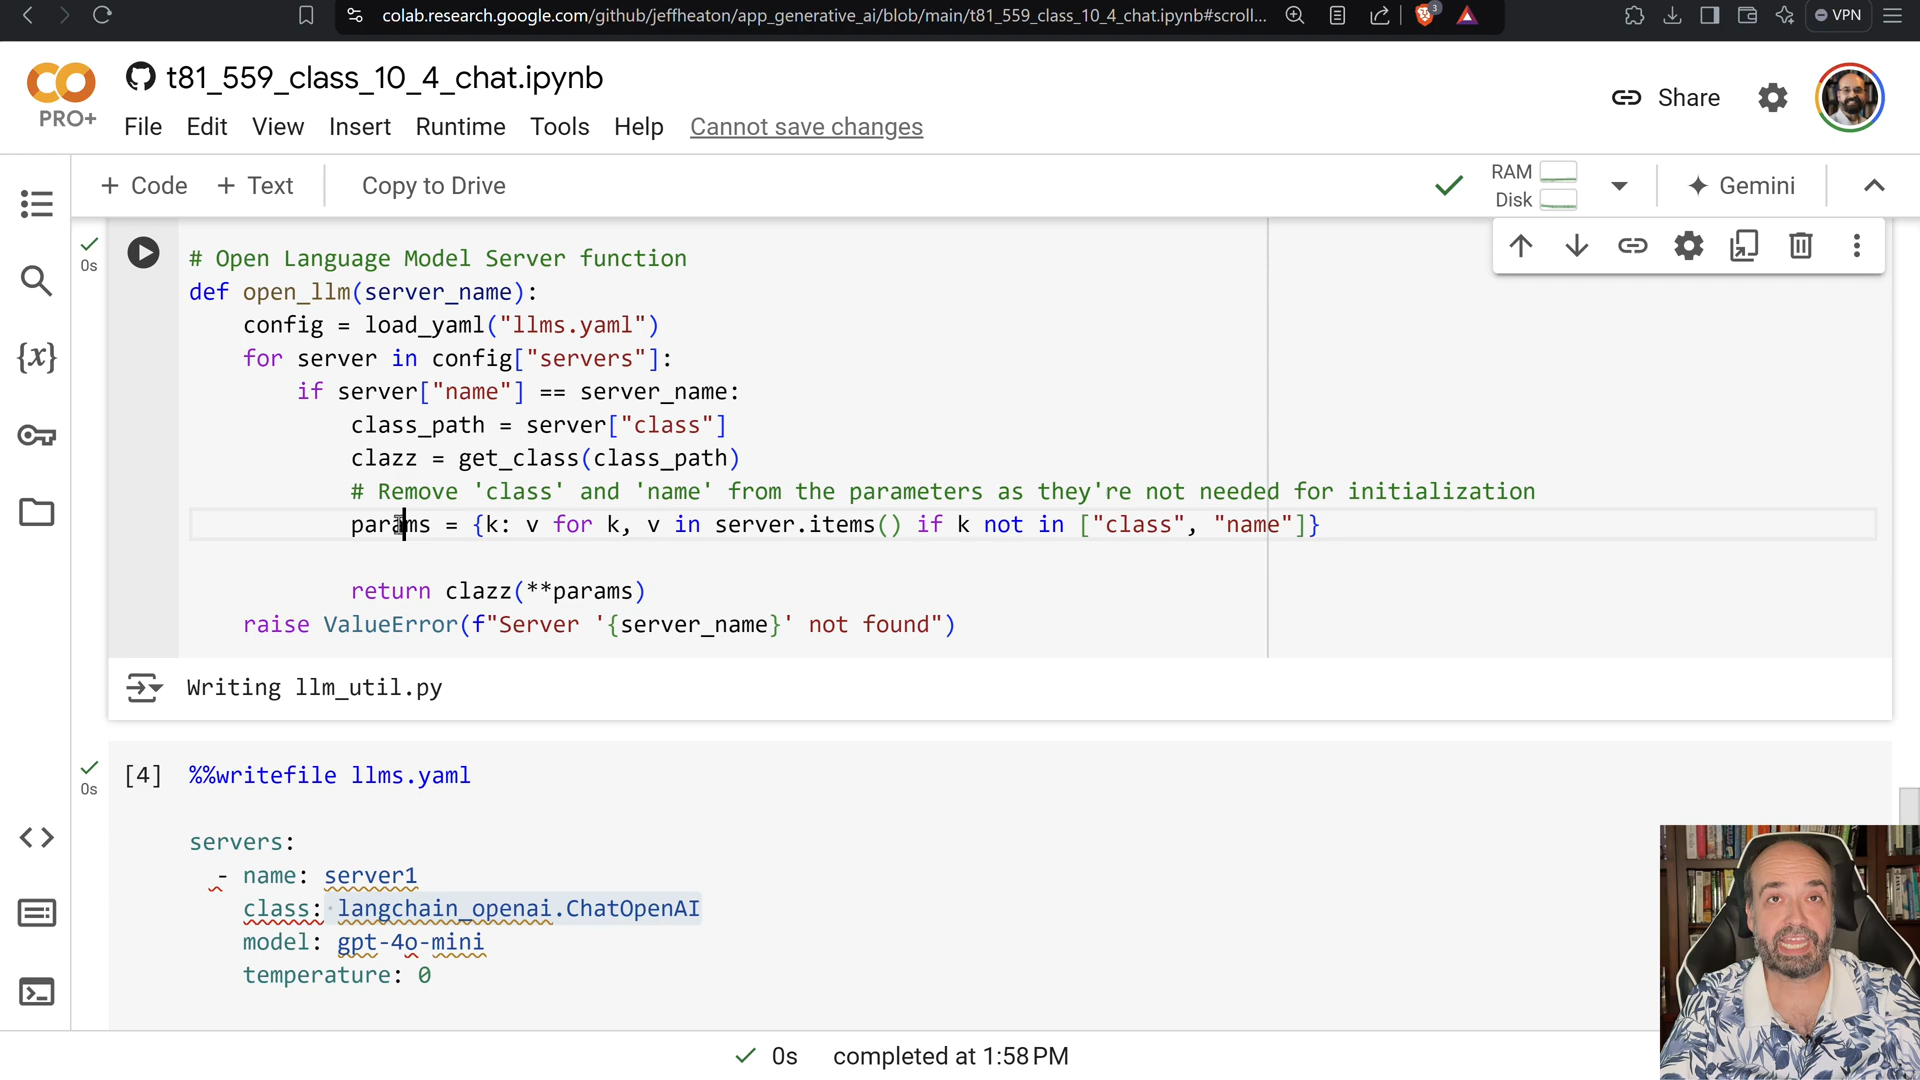 colab.research.google.com/github/jeffheaton/app_generative_ai/blob/main/t81_559_class_10_4_chat.ipynb#scroll...
3
VPN
PRO+
t81_559_class_10_4_chat.ipynb
File Edit View Insert Runtime Tools Help Cannot save changes
Share
+ Code + Text Copy to Drive
RAM
Disk
Gemini
0s
# Open Language Model Server function
def open_llm(server_name):
    config = load_yaml("llms.yaml")
    for server in config["servers"]:
        if server["name"] == server_name:
            class_path = server["class"]
            clazz = get_class(class_path)
            # Remove 'class' and 'name' from the parameters as they're not needed for initialization
            params = {k: v for k, v in server.items() if k not in ["class", "name"]}
            return clazz(**params)
    raise ValueError(f"Server '{server_name}' not found")
Writing llm_util.py
0s
[4] %%writefile llms.yaml
servers:
  - name: server1
    class: langchain_openai.ChatOpenAI
    model: gpt-4o-mini
    temperature: 0
0s completed at 1:58 PM